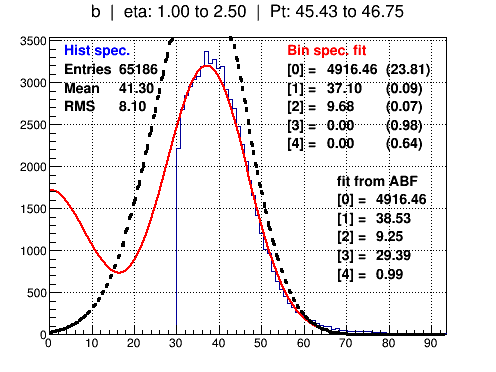 b | eta: 1.00 to 2.50 | Pt: 45.43 to 46.75
Hist spec.
Entries 65186
Mean 41.30
RMS 8.10
Bin spec. fit
[0] = 4916.46 (23.81)
[1] = 37.10 (0.09)
[2] = 9.68 (0.07)
[3] = 0.00 (0.98)
[4] = 0.00 (0.64)
fit from ABF
[0] = 4916.46
[1] = 38.53
[2] = 9.25
[3] = 29.39
[4] = 0.99
3500
3000
2500
2000
1500
1000
500
0
0 10 20 30 40 50 60 70 80 90